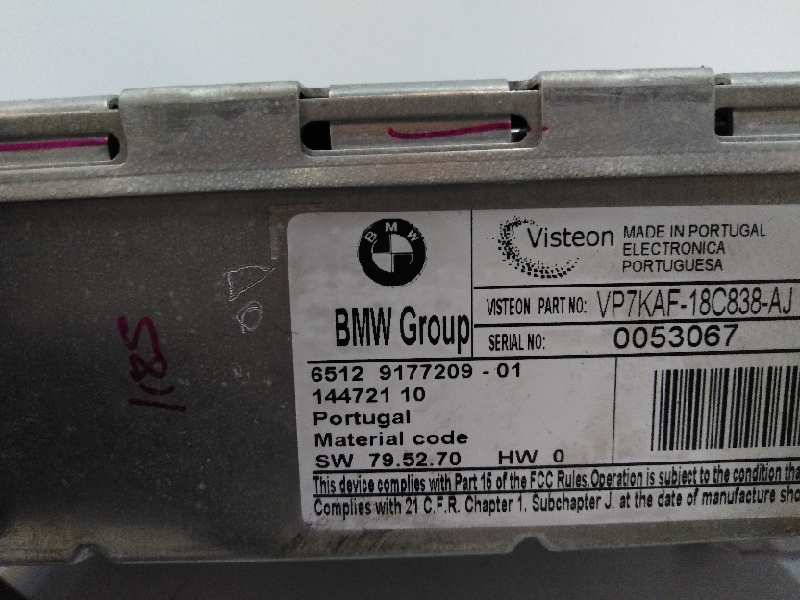 BMW
BMW Group
Visteon
MADE IN PORTUGAL
ELECTRONICA
PORTUGUESA
VISTEON PART NO: VP7KAF-18C838-AJ
SERIAL NO: 0053067
6512 9177209 - 01
144721 10
Portugal
Material code
SW 79.52.70 HW 0
This device complies with Part 16 of the FCC Rules.Operation is subject to the condition tha
Complies with 21 C.F.R. Chapter 1, Subchapter J, at the date of manufacture sho
1185